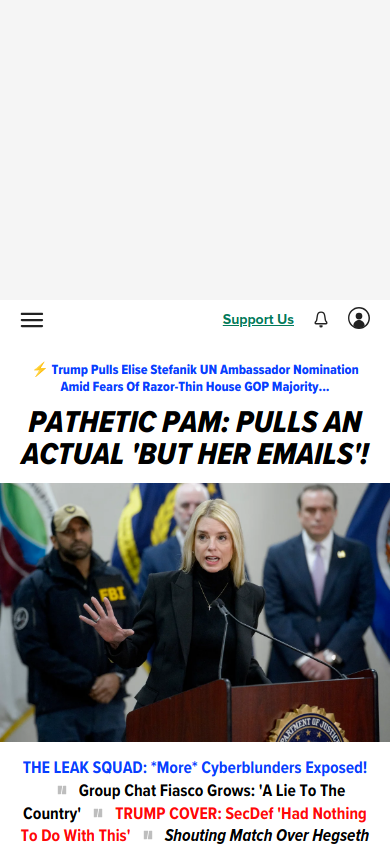 Support Us
⚡ Trump Pulls Elise Stefanik UN Ambassador Nomination
Amid Fears Of Razor-Thin House GOP Majority...
PATHETIC PAM: PULLS AN
ACTUAL 'BUT HER EMAILS'!
FBI
DEPARTMENT OF JUSTICE
THE LEAK SQUAD: *More* Cyberblunders Exposed!
Group Chat Fiasco Grows: 'A Lie To The
Country' TRUMP COVER: SecDef 'Had Nothing
To Do With This' Shouting Match Over Hegseth